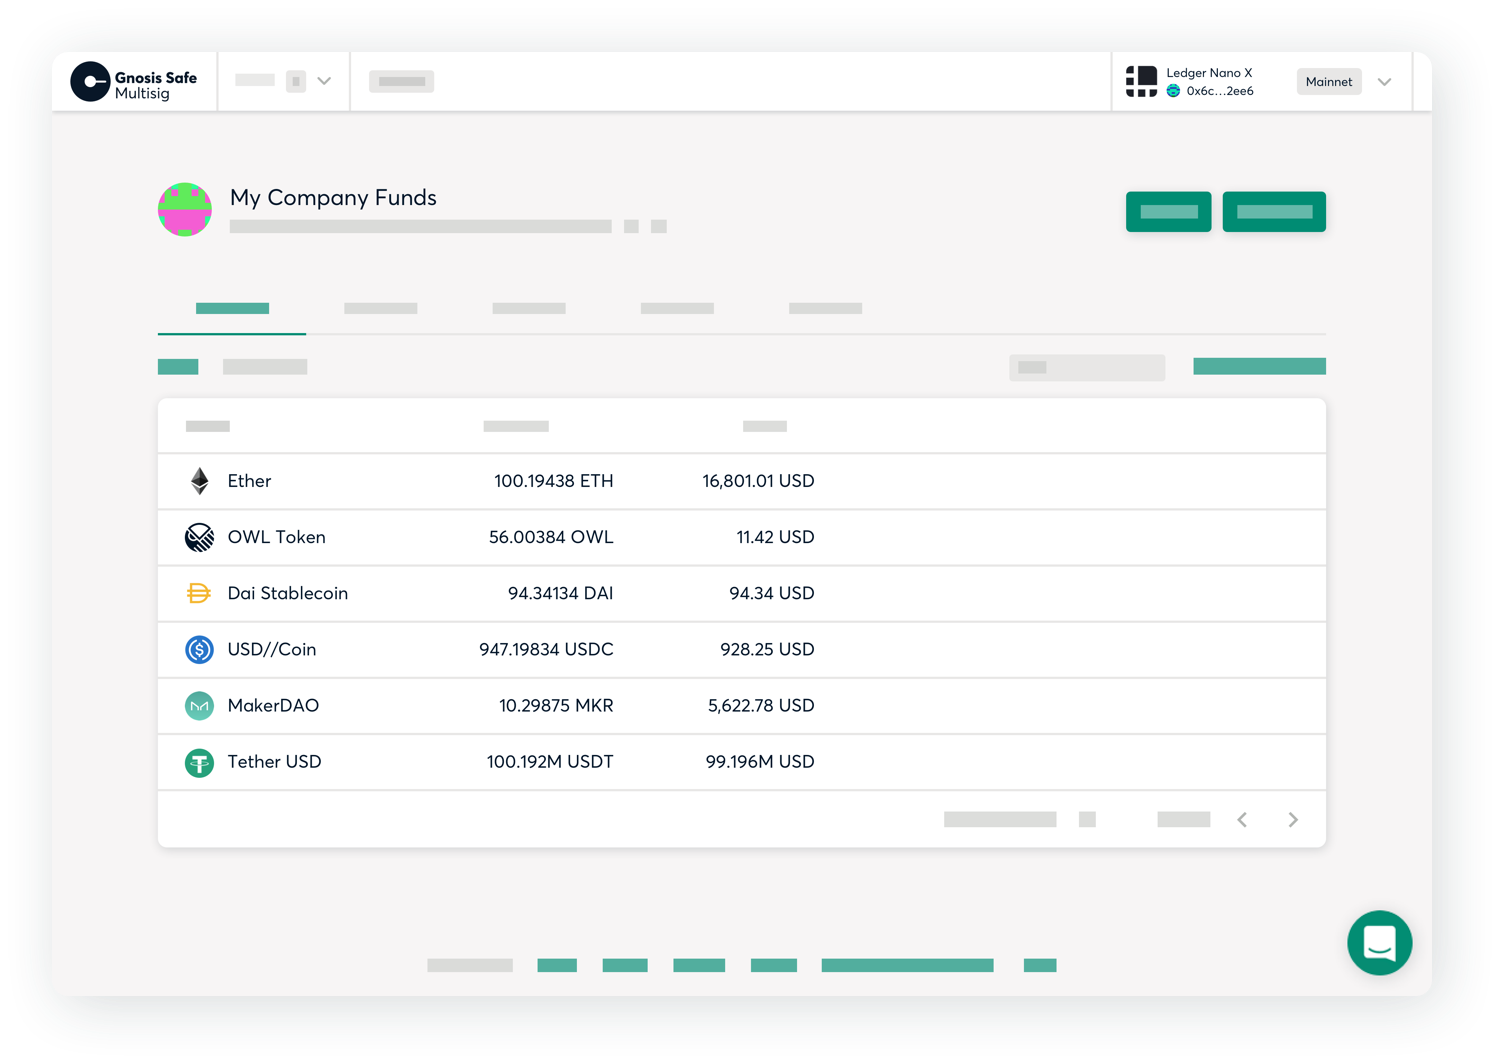 Gnosis Safe
Multisig
Ledger Nano X
0x6c...2ee6
Mainnet
My Company Funds
Ether 100.19438 ETH 16,801.01 USD
OWL Token 56.00384 OWL 11.42 USD
Dai Stablecoin 94.34134 DAI 94.34 USD
USD//Coin 947.19834 USDC 928.25 USD
MakerDAO 10.29875 MKR 5,622.78 USD
Tether USD 100.192M USDT 99.196M USD